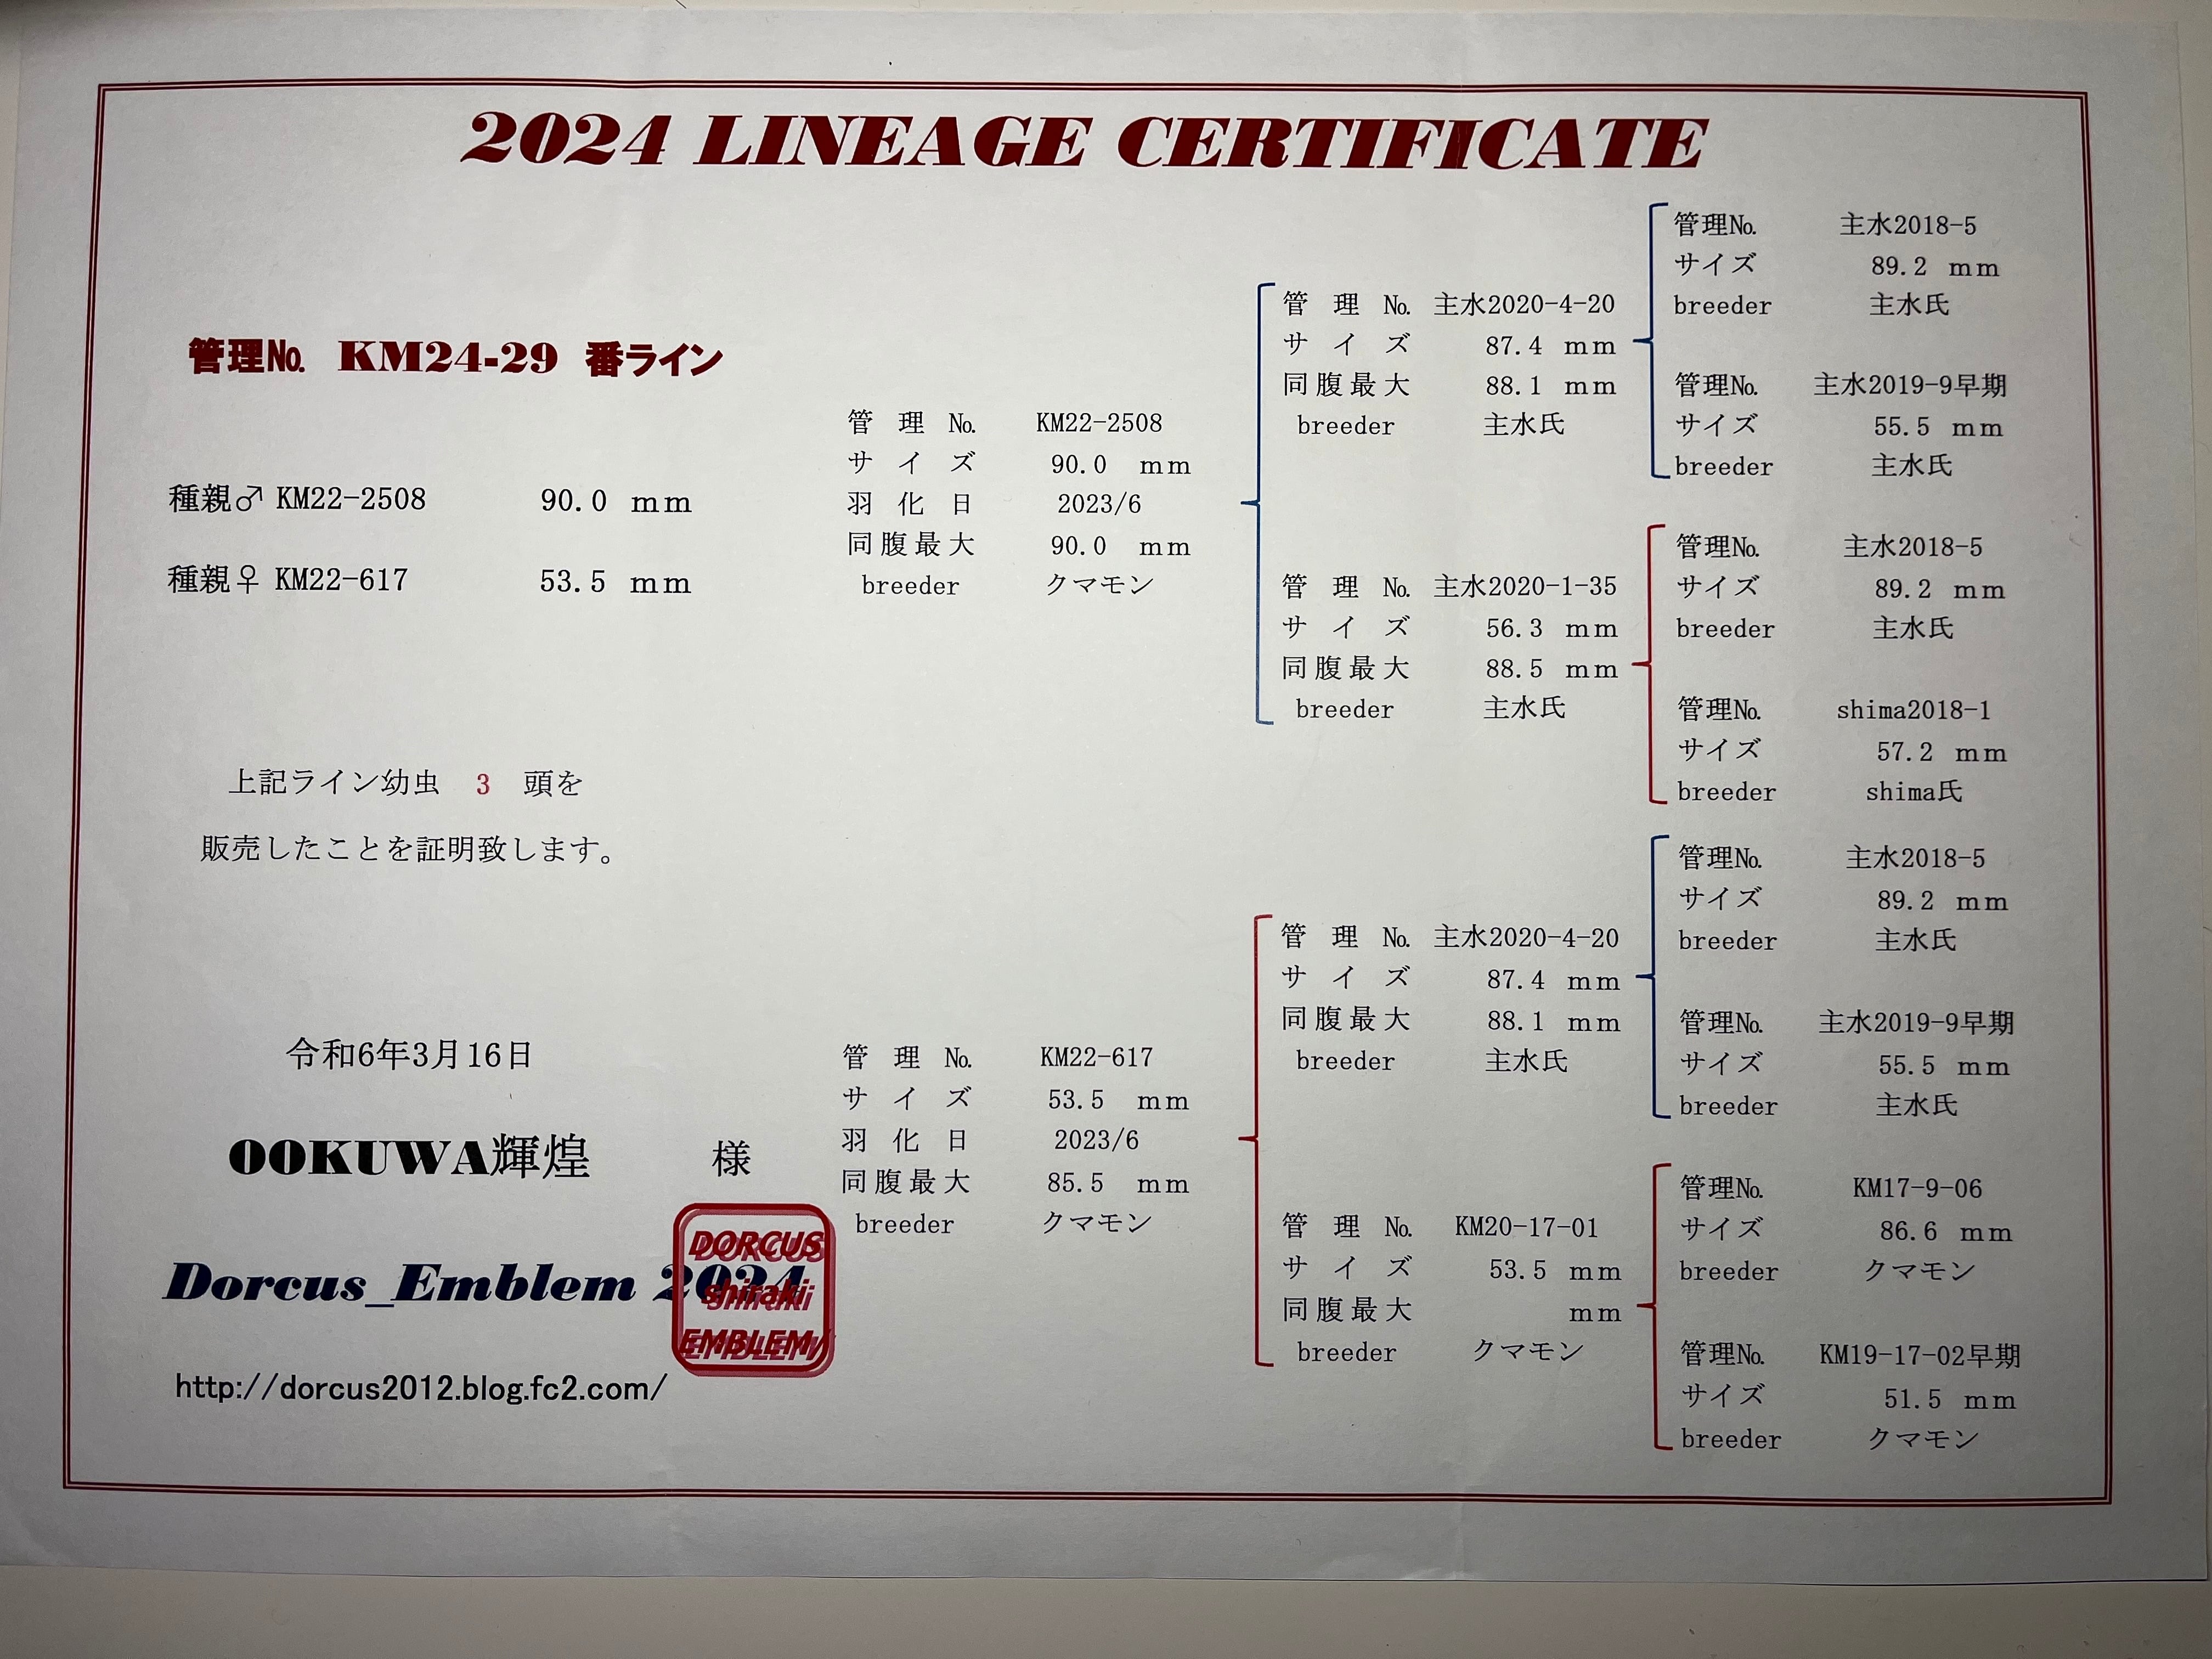 2024 LINEAGE CERTIFICATE
管理No. KM24-29 番ライン
種親♂ KM22-2508 90.0 mm
種親♀ KM22-617 53.5 mm
上記ライン幼虫 3 頭を
販売したことを証明致します。
令和6年3月16日
OOKUWA輝煌 様
Dorcus_Emblem 2024
DORCUS
shiraki
EMBLEM/
http://dorcus2012.blog.fc2.com/
管理No. KM22-2508
サイズ 90.0 mm
羽化日 2023/6
同腹最大 90.0 mm
breeder クマモン
管理No. 主水2020-4-20
サイズ 87.4 mm
同腹最大 88.1 mm
breeder 主水氏
管理No. 主水2018-5
サイズ 89.2 mm
breeder 主水氏
管理No. 主水2019-9早期
サイズ 55.5 mm
breeder 主水氏
管理No. 主水2020-1-35
サイズ 56.3 mm
同腹最大 88.5 mm
breeder 主水氏
管理No. 主水2018-5
サイズ 89.2 mm
breeder 主水氏
管理No. shima2018-1
サイズ 57.2 mm
breeder shima氏
管理No. KM22-617
サイズ 53.5 mm
羽化日 2023/6
同腹最大 85.5 mm
breeder クマモン
管理No. 主水2020-4-20
サイズ 87.4 mm
同腹最大 88.1 mm
breeder 主水氏
管理No. 主水2018-5
サイズ 89.2 mm
breeder 主水氏
管理No. 主水2019-9早期
サイズ 55.5 mm
breeder 主水氏
管理No. KM20-17-01
サイズ 53.5 mm
同腹最大 mm
breeder クマモン
管理No. KM17-9-06
サイズ 86.6 mm
breeder クマモン
管理No. KM19-17-02早期
サイズ 51.5 mm
breeder クマモン